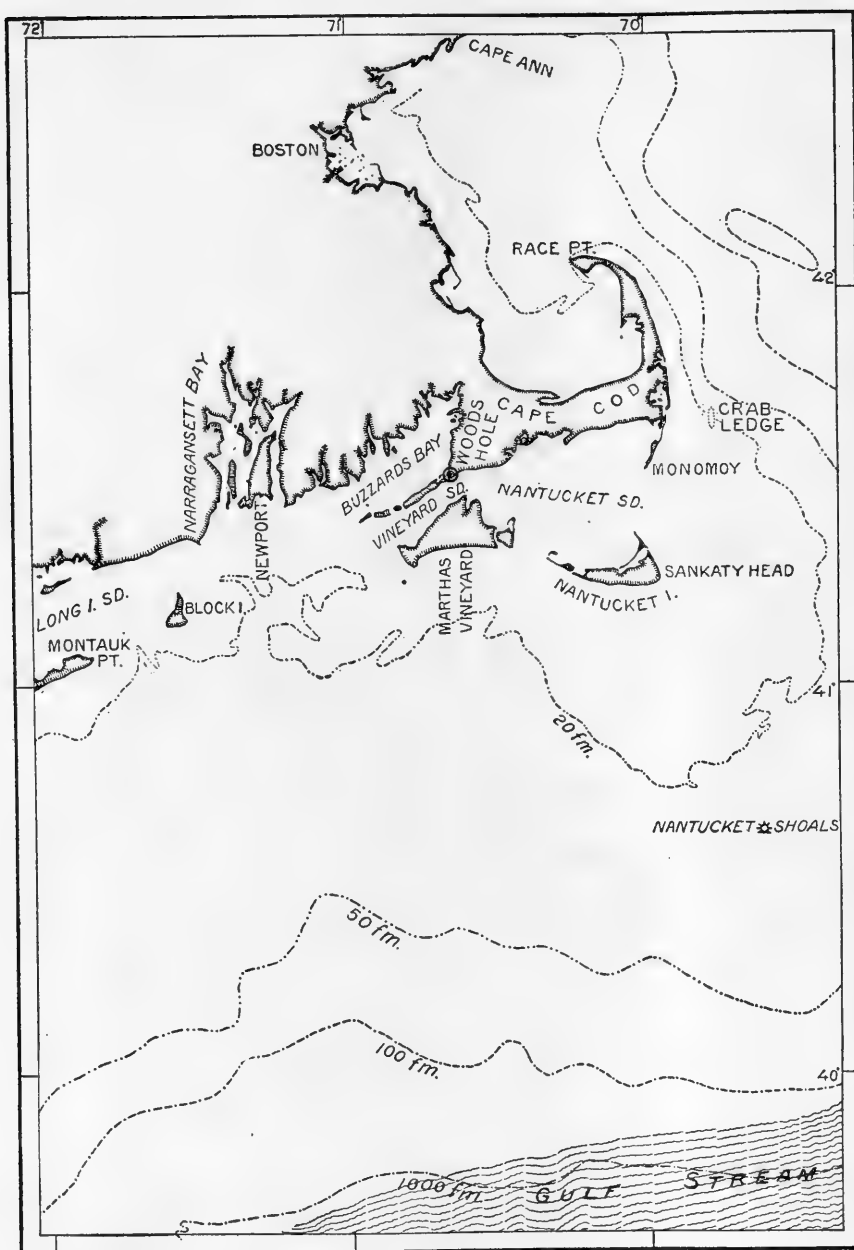 72
71
70
CAPE ANN
BOSTON
RACE PT.
42
NARRAGANSETT BAY
CAPE COD
CRAB
LEDGE
WOODS
HOLE
BUZZARDS BAY
MONOMOY
VINEYARD SD.
NANTUCKET SD.
NEWPORT
SANKATY HEAD
NANTUCKET I.
MARTHAS
VINEYARD
LONG I. SD.
BLOCK I.
MONTAUK
PT.
41°
20 fm.
NANTUCKET SHOALS
50 fm.
100 fm.
40°
1000 fm.
GULF STREAM